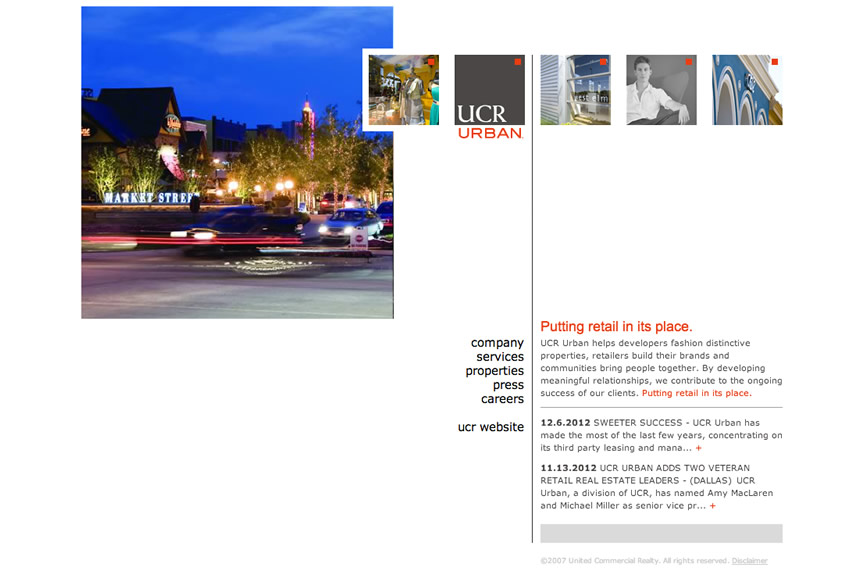 MARKET STREET
UCR
URBAN
west elm
company
services
properties
press
careers
ucr website
Putting retail in its place.
UCR Urban helps developers fashion distinctive
properties, retailers build their brands and
communities bring people together. By developing
meaningful relationships, we contribute to the ongoing
success of our clients. Putting retail in its place.
12.6.2012 SWEETER SUCCESS - UCR Urban has
made the most of the last few years, concentrating on
its third party leasing and mana... +
11.13.2012 UCR URBAN ADDS TWO VETERAN
RETAIL REAL ESTATE LEADERS - (DALLAS) UCR
Urban, a division of UCR, has named Amy MacLaren
and Michael Miller as senior vice pr... +
©2007 United Commercial Realty. All rights reserved. Disclaimer